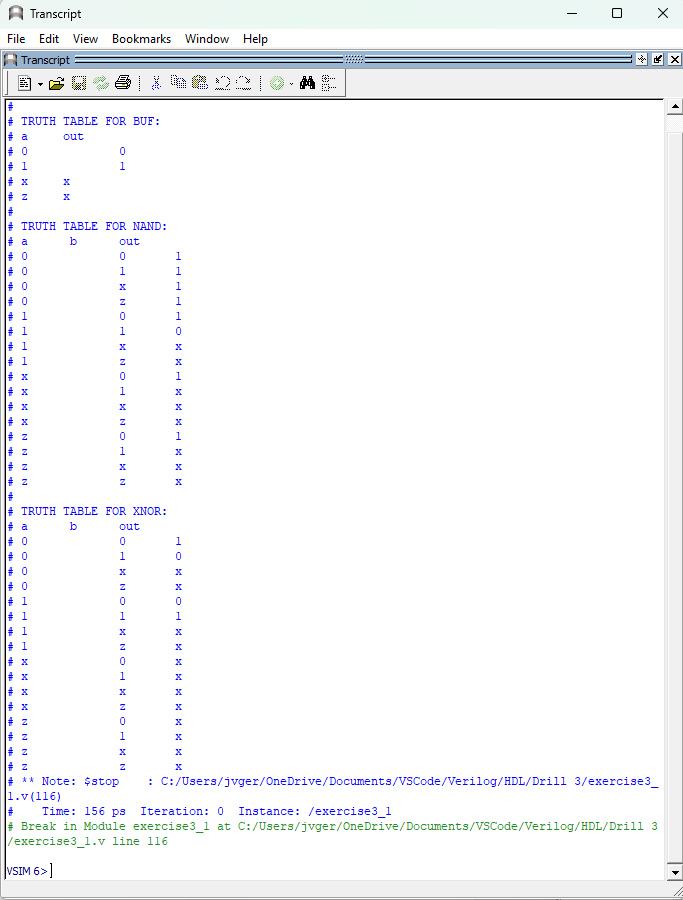 Transcript
File Edit View Bookmarks Window Help
Transcript
#
# TRUTH TABLE FOR BUF:
# a     out
# 0             0
# 1             1
# x     x
# z     x
#
# TRUTH TABLE FOR NAND:
# a      b      out
# 0             0       1
# 0             1       1
# 0             x       1
# 0             z       1
# 1             0       1
# 1             1       0
# 1             x       x
# 1             z       x
# x             0       1
# x             1       x
# x             x       x
# x             z       x
# z             0       1
# z             1       x
# z             x       x
# z             z       x
#
# TRUTH TABLE FOR XNOR:
# a      b      out
# 0             0       1
# 0             1       0
# 0             x       x
# 0             z       x
# 1             0       0
# 1             1       1
# 1             x       x
# 1             z       x
# x             0       x
# x             1       x
# x             x       x
# x             z       x
# z             0       x
# z             1       x
# z             x       x
# z             z       x
# ** Note: $stop    : C:/Users/jvger/OneDrive/Documents/VSCode/Verilog/HDL/Drill 3/exercise3_
1.v(116)
#    Time: 156 ps  Iteration: 0  Instance: /exercise3_1
# Break in Module exercise3_1 at C:/Users/jvger/OneDrive/Documents/VSCode/Verilog/HDL/Drill 3
/exercise3_1.v line 116
VSIM 6>